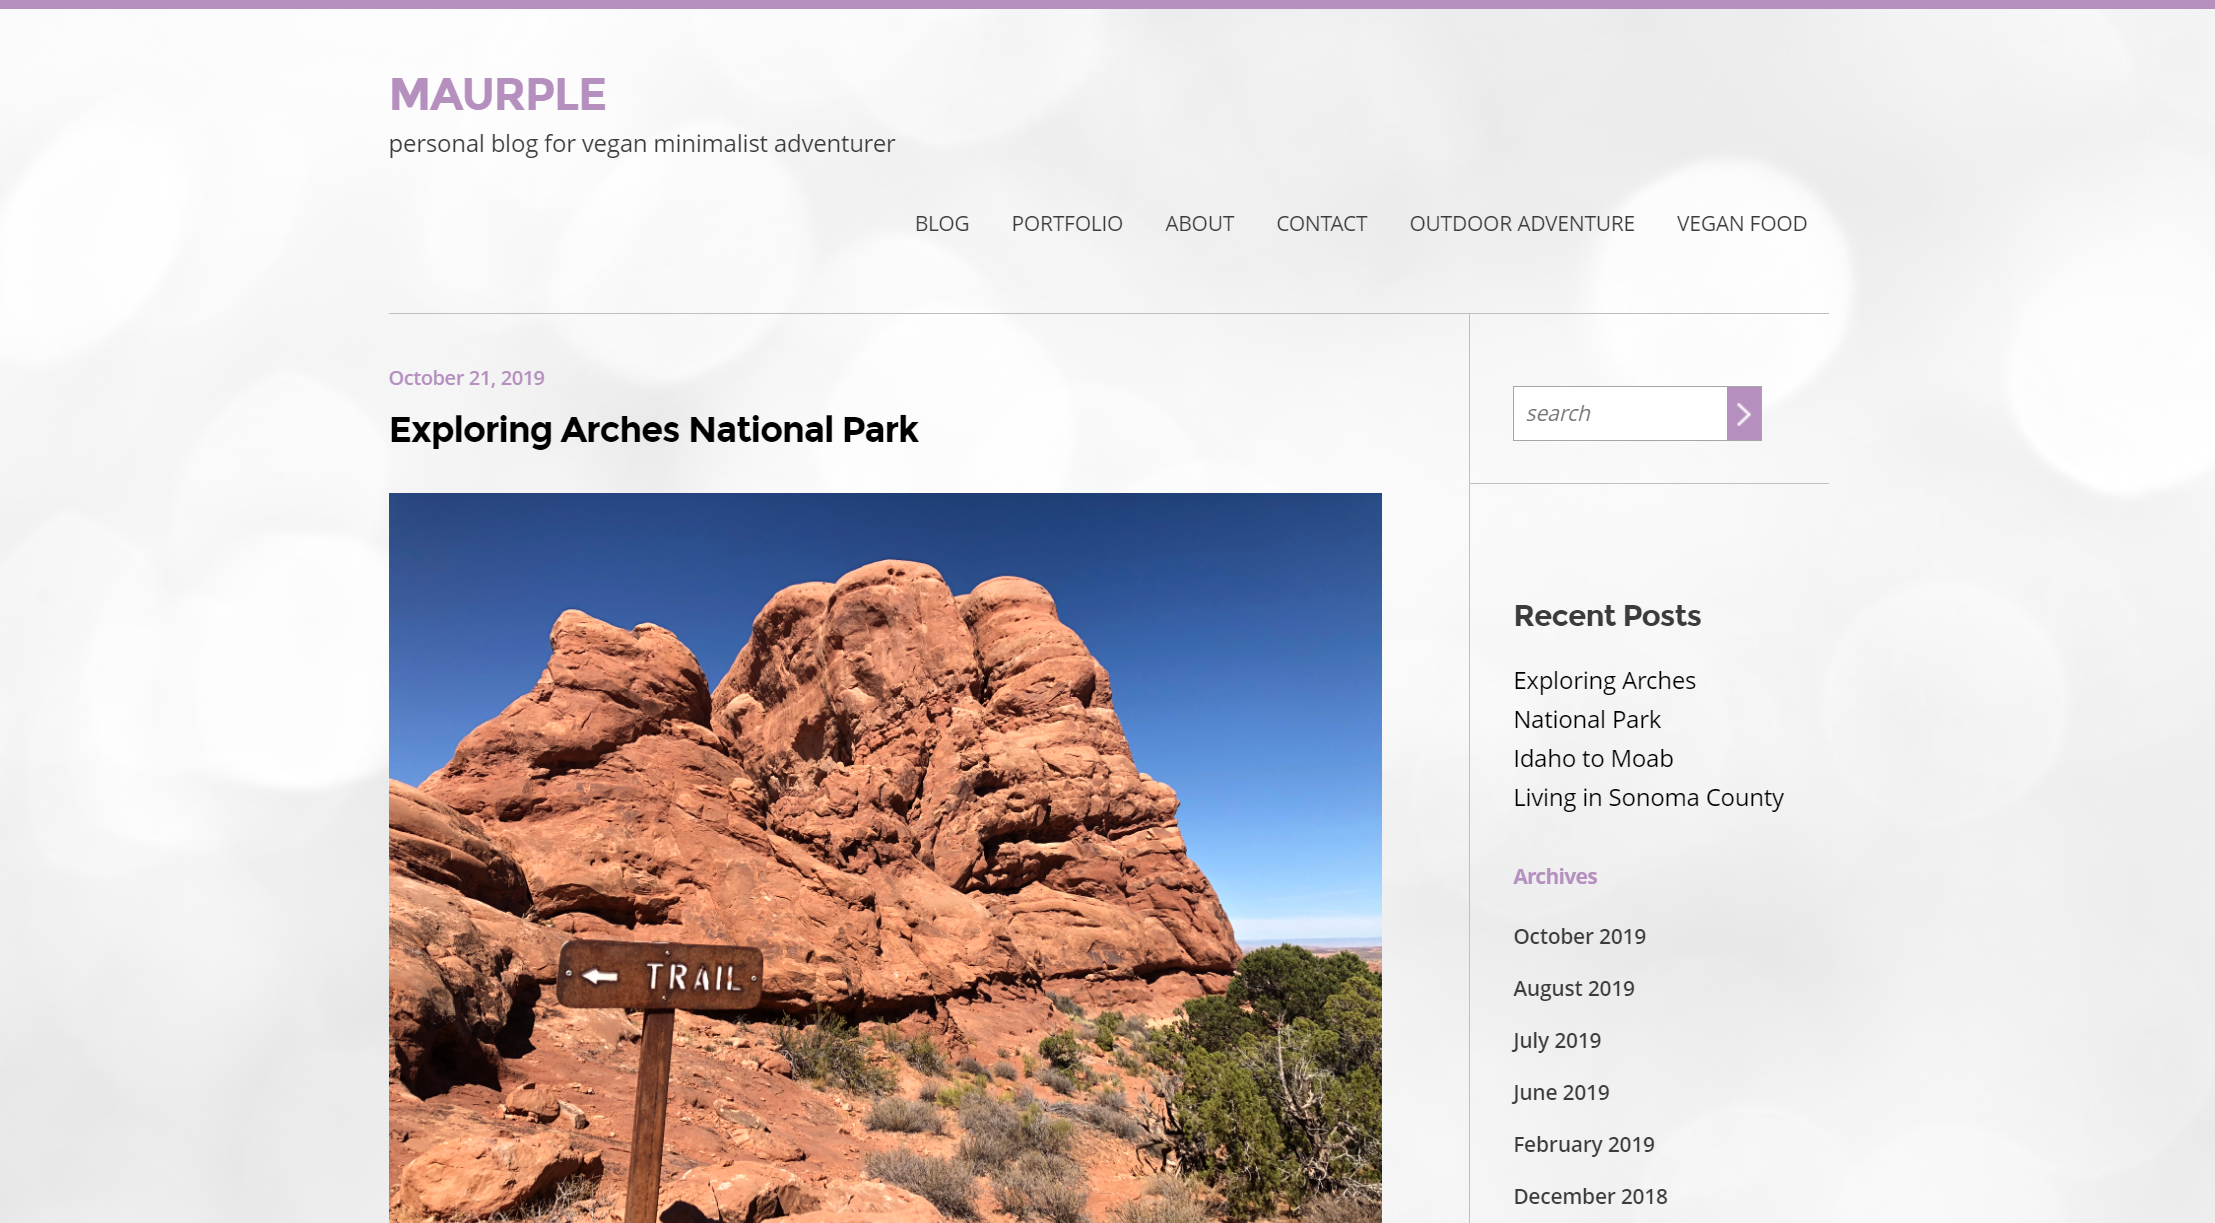 MAURPLE
personal blog for vegan minimalist adventurer
BLOG PORTFOLIO ABOUT CONTACT OUTDOOR ADVENTURE VEGAN FOOD
October 21, 2019
Exploring Arches National Park
TRAIL
search
Recent Posts
Exploring Arches
National Park
Idaho to Moab
Living in Sonoma County
Archives
October 2019
August 2019
July 2019
June 2019
February 2019
December 2018